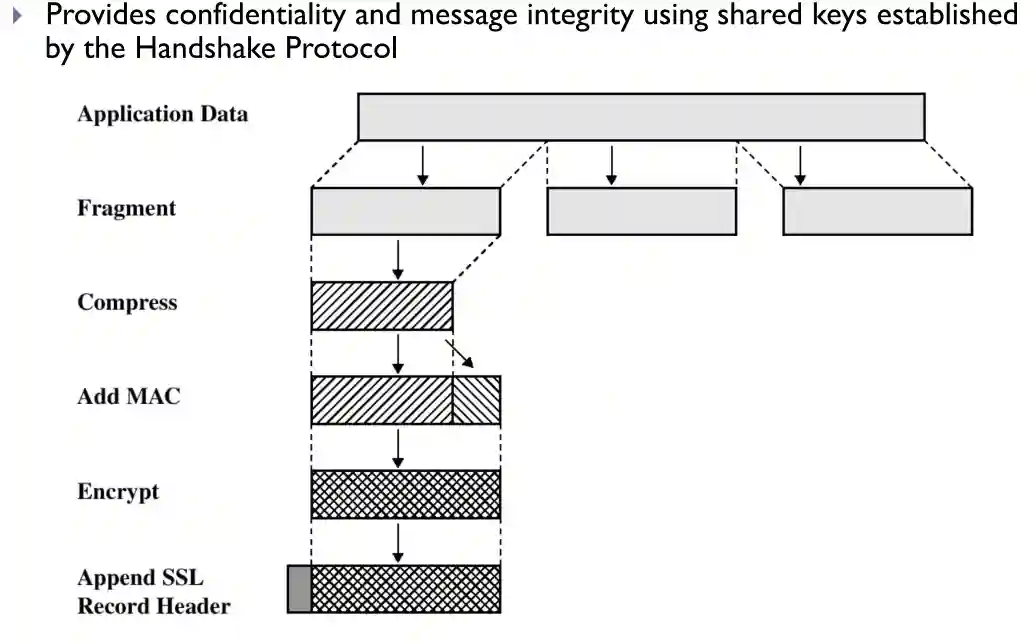 Provides confidentiality and message integrity using shared keys established
by the Handshake Protocol
Application Data
Fragment
Compress
Add MAC
Encrypt
Append SSL
Record Header